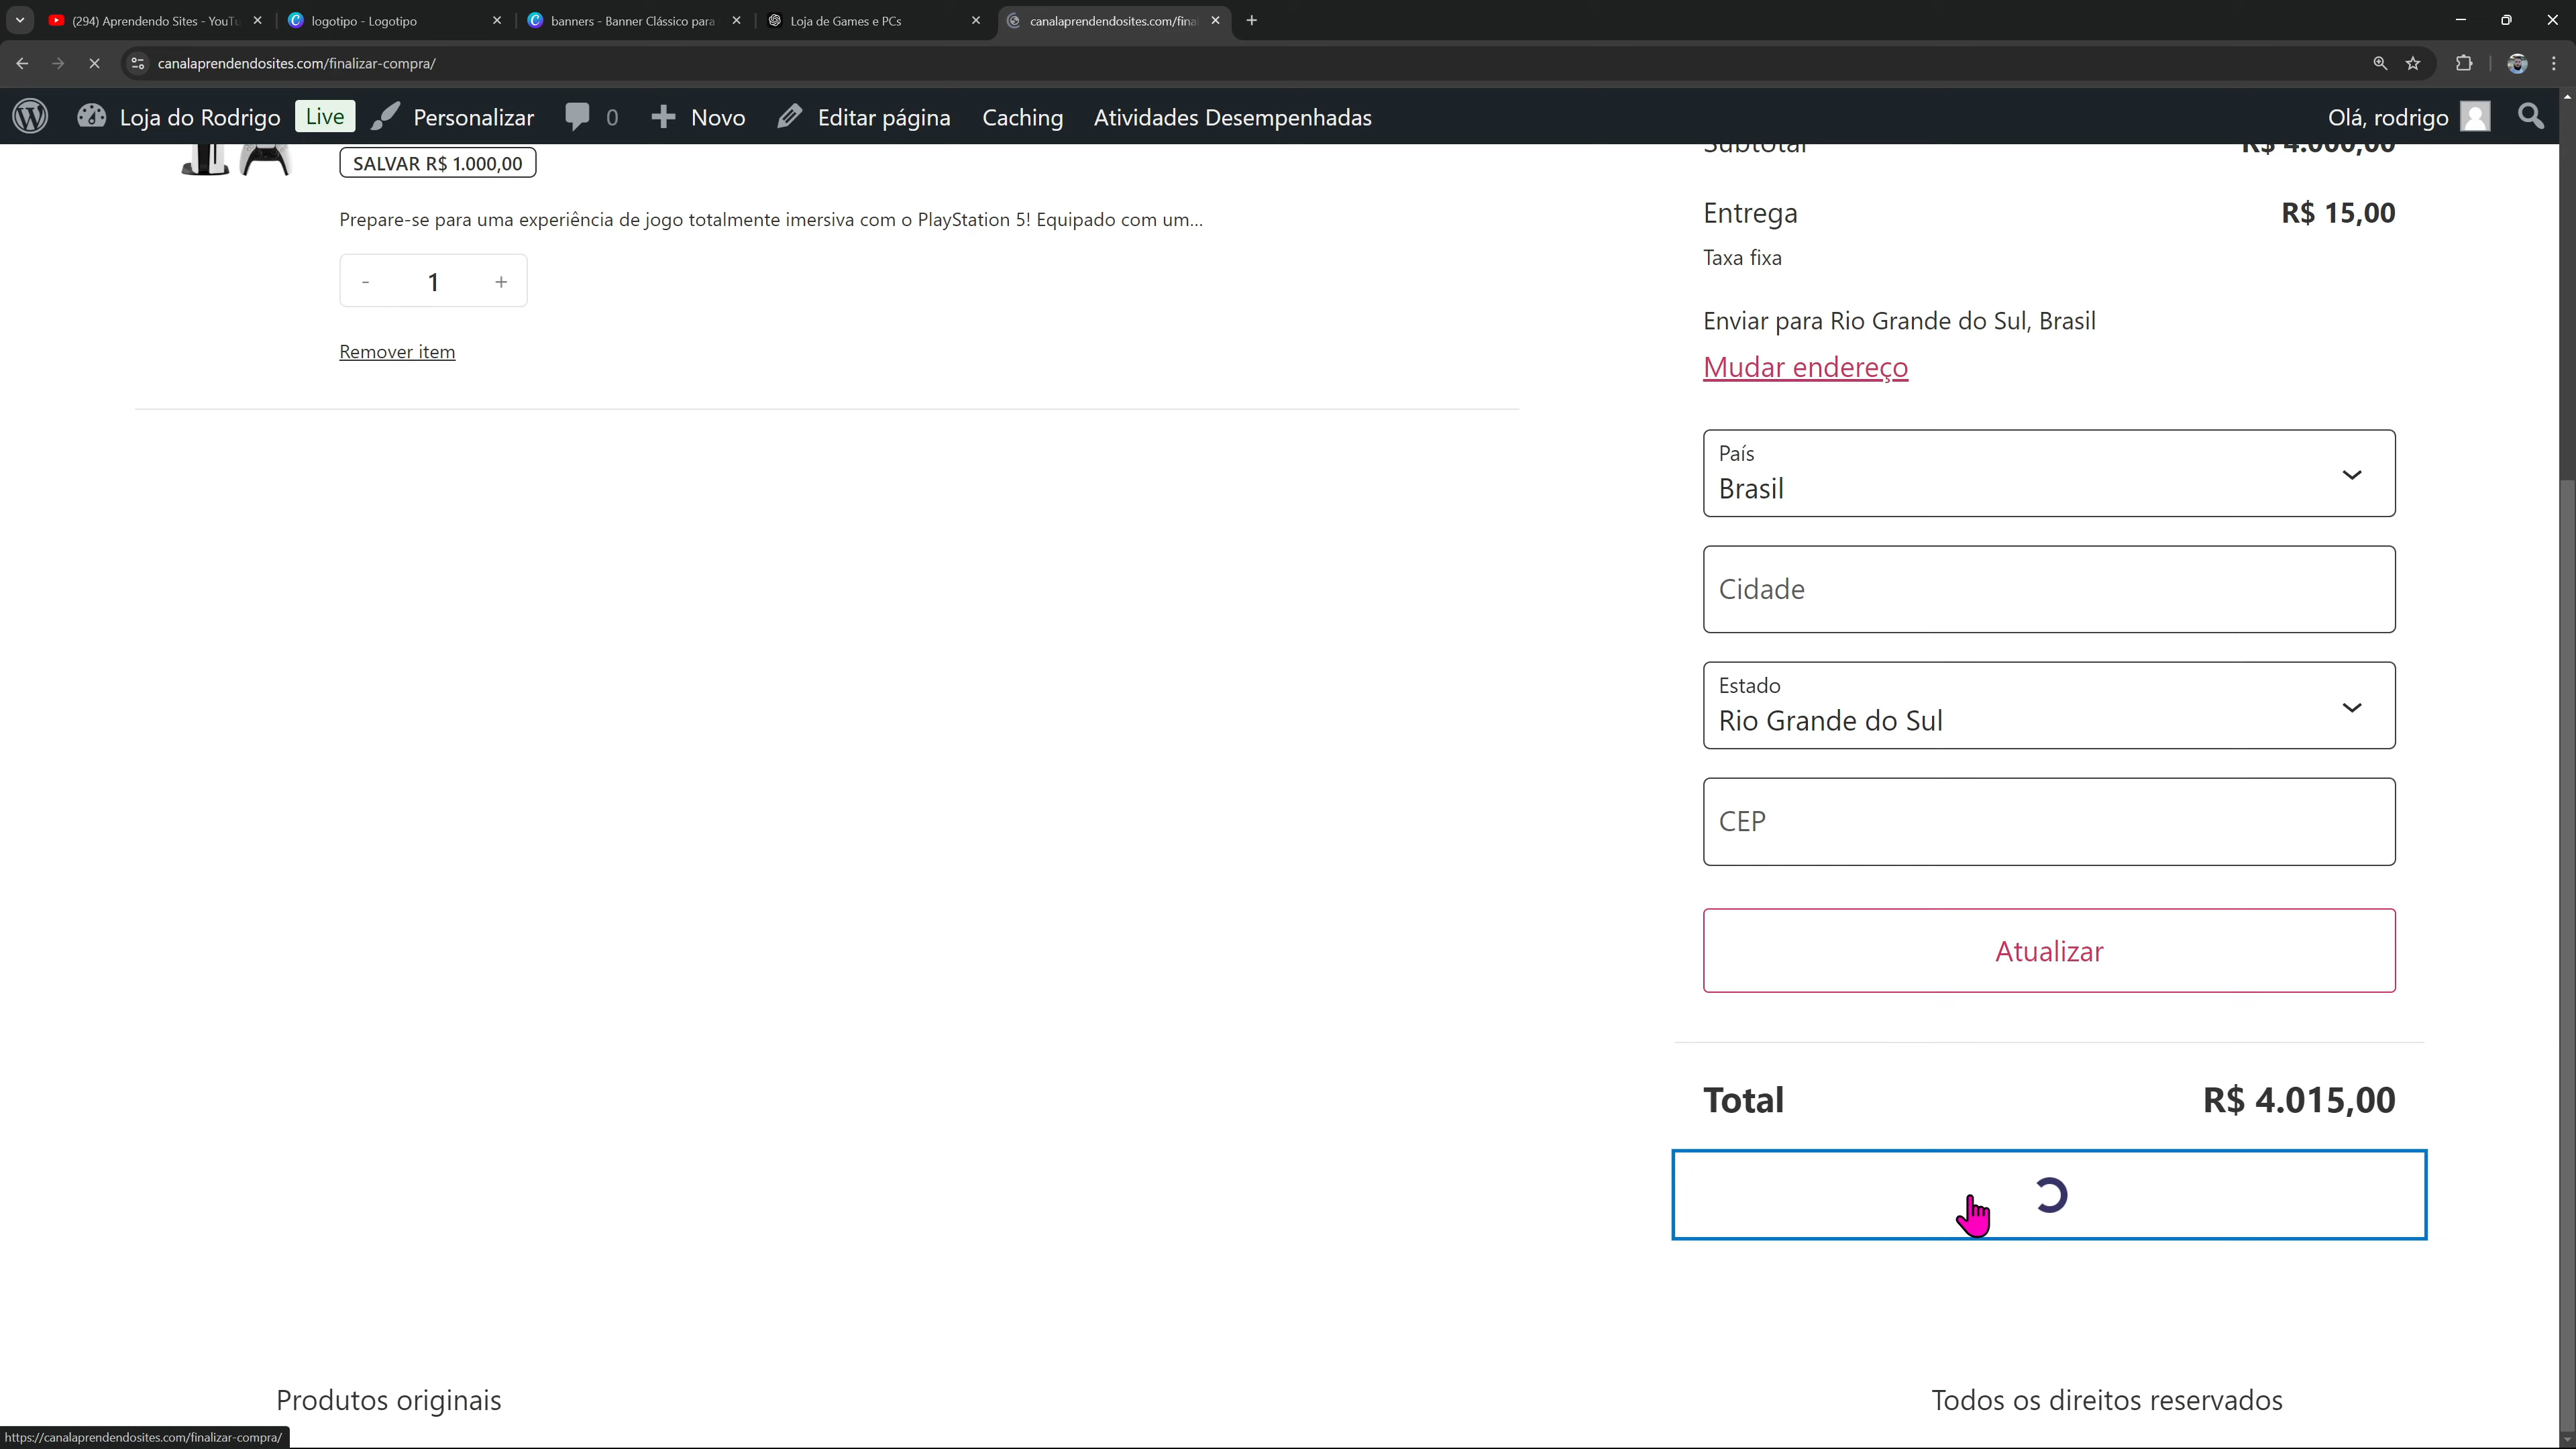 (294) Aprendendo Sites - YouTu
logotipo - Logotipo
banners - Banner Clássico para
Loja de Games e PCs
canalaprendendosites.com/fina
canalaprendendosites.com/finalizar-compra/
Loja do Rodrigo
Live
Personalizar
0
Novo
Editar página
Caching
Atividades Desempenhadas
Olá, rodrigo
SALVAR R$ 1.000,00
Prepare-se para uma experiência de jogo totalmente imersiva com o PlayStation 5! Equipado com um...
- 1 +
Remover item
Subtotal R$ 4.000,00
Entrega R$ 15,00
Taxa fixa
Enviar para Rio Grande do Sul, Brasil
Mudar endereço
País
Brasil
Cidade
Estado
Rio Grande do Sul
CEP
Atualizar
Total R$ 4.015,00
Produtos originais
Todos os direitos reservados
https://canalaprendendosites.com/finalizar-compra/